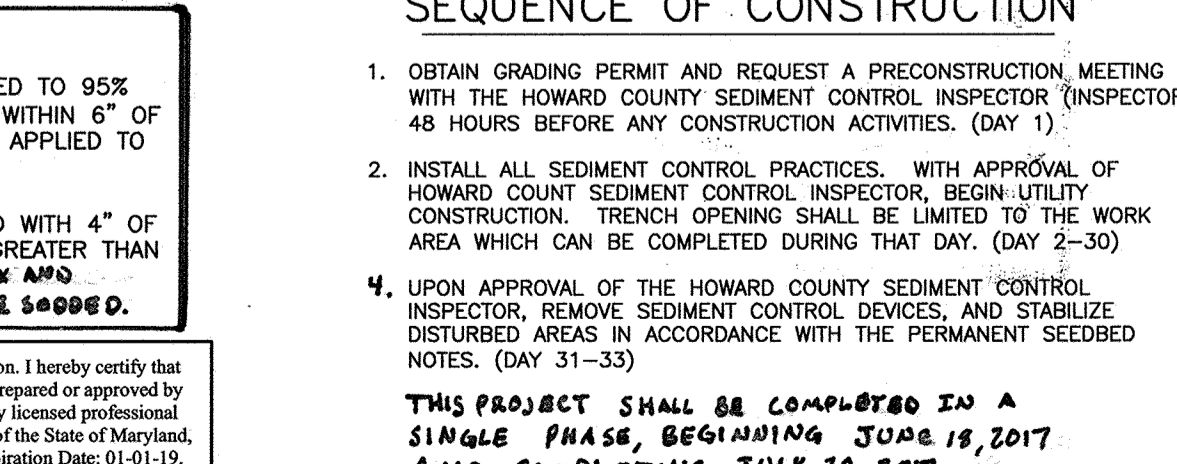 ED TO 95%
WITHIN 6" OF
APPLIED TO
WITH 4" OF
GREATER THAN
AND
SODDED.
on. I hereby certify that
repared or approved by
y licensed professional
of the State of Maryland,
piration Date: 01-01-19.
SEQUENCE OF CONSTRUCTION
1. OBTAIN GRADING PERMIT AND REQUEST A PRECONSTRUCTION MEETING
WITH THE HOWARD COUNTY SEDIMENT CONTROL INSPECTOR (INSPECTOR
48 HOURS BEFORE ANY CONSTRUCTION ACTIVITIES. (DAY 1)
2. INSTALL ALL SEDIMENT CONTROL PRACTICES. WITH APPROVAL OF
HOWARD COUNT SEDIMENT CONTROL INSPECTOR, BEGIN UTILITY
CONSTRUCTION. TRENCH OPENING SHALL BE LIMITED TO THE WORK
AREA WHICH CAN BE COMPLETED DURING THAT DAY. (DAY 2-30)
4. UPON APPROVAL OF THE HOWARD COUNTY SEDIMENT CONTROL
INSPECTOR, REMOVE SEDIMENT CONTROL DEVICES, AND STABILIZE
DISTURBED AREAS IN ACCORDANCE WITH THE PERMANENT SEEDBED
NOTES. (DAY 31-33)
THIS PROJECT SHALL BE COMPLETED IN A
SINGLE PHASE, BEGINNING JUNE 18, 2017